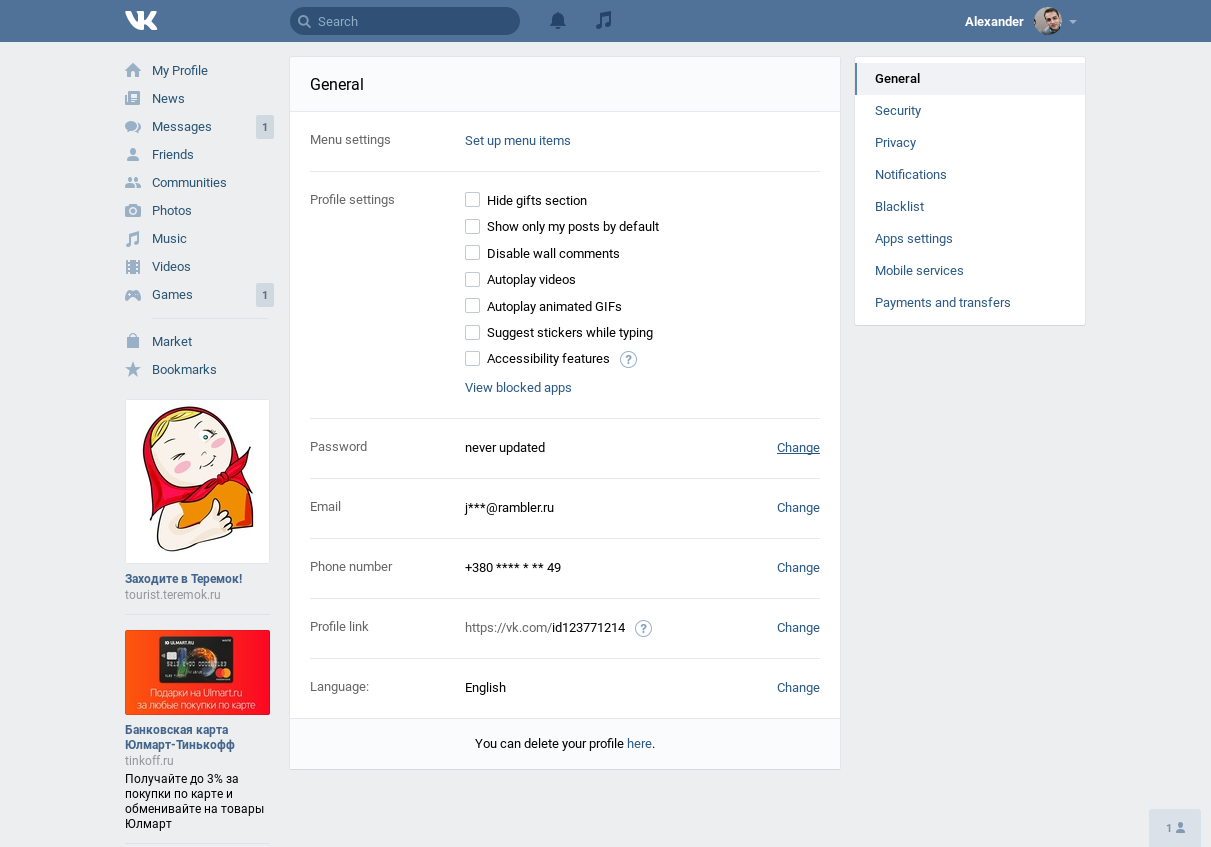 Search
Alexander
My Profile
News
Messages 1
Friends
Communities
Photos
Music
Videos
Games 1
Market
Bookmarks
Заходите в Теремок!
tourist.teremok.ru
ULMART.RU
Подарки на Ulmart.ru
за любые покупки по карте
Банковская карта
Юлмарт-Тинькофф
tinkoff.ru
Получайте до 3% за
покупки по карте и
обменивайте на товары
Юлмарт
General
Menu settings Set up menu items
Profile settings Hide gifts section
Show only my posts by default
Disable wall comments
Autoplay videos
Autoplay animated GIFs
Suggest stickers while typing
Accessibility features ?
View blocked apps
Password never updated Change
Email j***@rambler.ru Change
Phone number +380 **** * ** 49 Change
Profile link https://vk.com/id123771214 ? Change
Language: English Change
You can delete your profile here.
General
Security
Privacy
Notifications
Blacklist
Apps settings
Mobile services
Payments and transfers
1